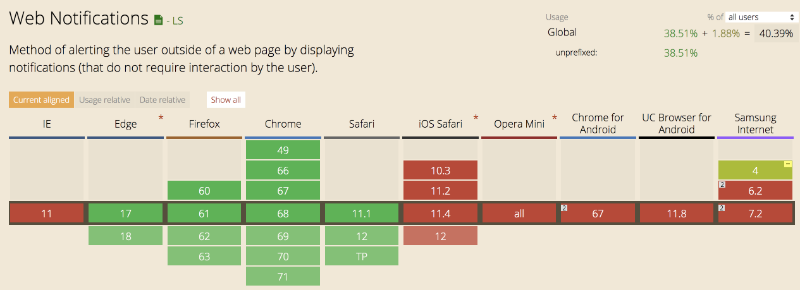 Web Notifications - LS
Usage % of all users
Global 38.51% + 1.88% = 40.39%
unprefixed: 38.51%
Method of alerting the user outside of a web page by displaying
notifications (that do not require interaction by the user).
Current aligned Usage relative Date relative Show all
IE Edge * Firefox Chrome Safari iOS Safari * Opera Mini * Chrome for Android UC Browser for Android Samsung Internet
49
66 10.3 4
60 67 11.2 2 6.2
11 17 61 68 11.1 11.4 all 2 67 11.8 2 7.2
18 62 69 12 12
63 70 TP
71